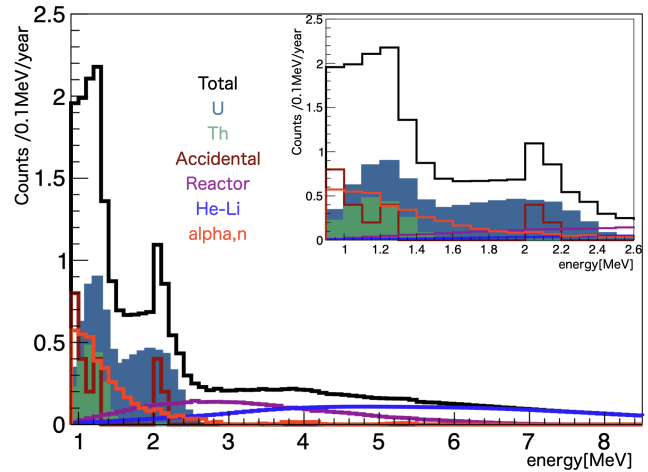 2.5
2
1.5
1
0.5
0
Counts /0.1MeV/year
1 2 3 4 5 6 7 8
energy[MeV]
Total
U
Th
Accidental
Reactor
He-Li
alpha,n
2.5
2
1.5
1
0.5
0
Counts /0.1MeV/year
1 1.2 1.4 1.6 1.8 2 2.2 2.4 2.6
energy[MeV]